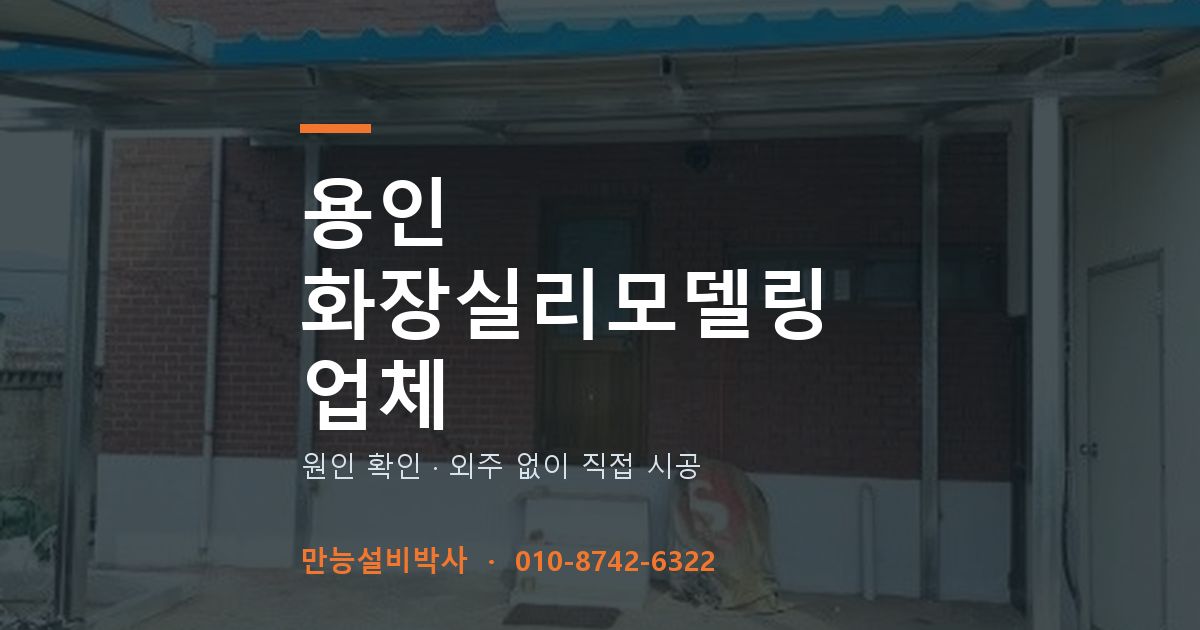 용인
화장실리모델링
업체
원인 확인 · 외주 없이 직접 시공
만능설비박사 · 010-8742-6322
S